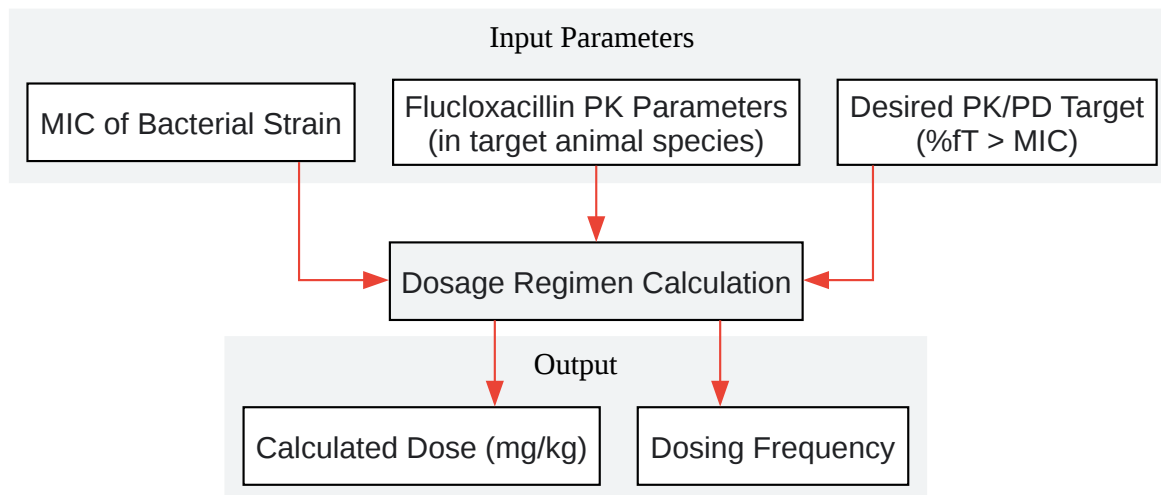 Input Parameters
MIC of Bacterial Strain
Flucloxacillin PK Parameters
(in target animal species)
Desired PK/PD Target
(%fT > MIC)
Dosage Regimen Calculation
Output
Calculated Dose (mg/kg)
Dosing Frequency